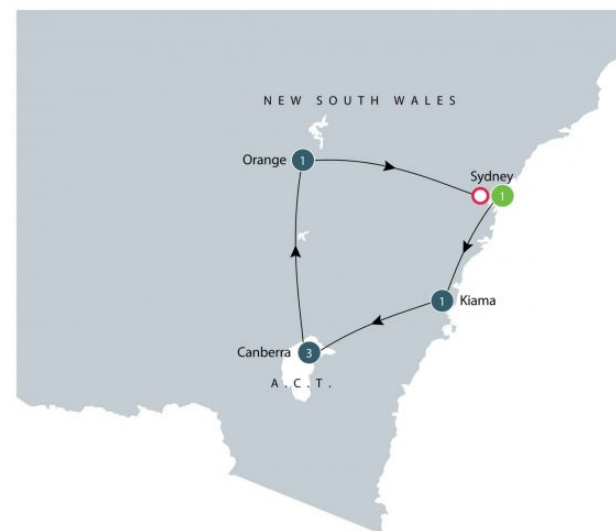 NEW SOUTH WALES
Orange 1
Sydney
1
1 Kiama
Canberra 3
A.C.T.